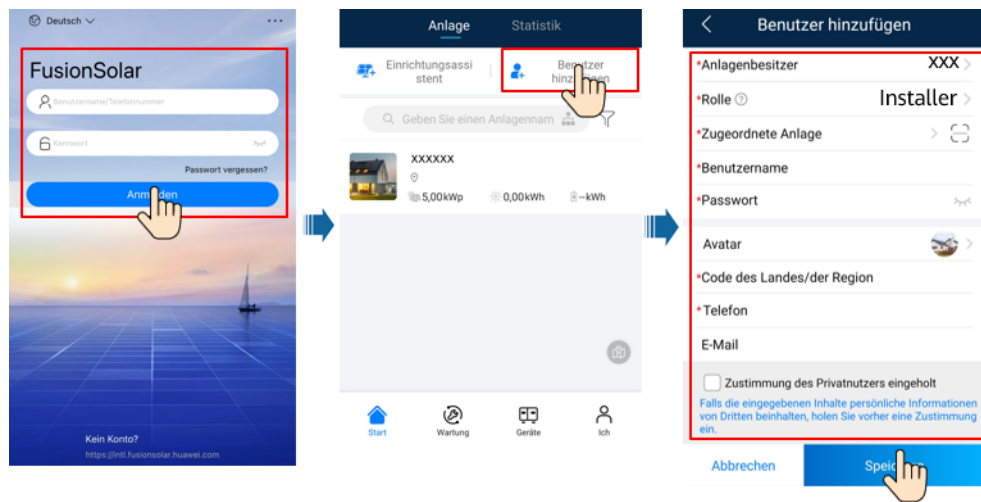 Deutsch
FusionSolar
Benutzername/Telefonnummer
Kennwort
Passwort vergessen?
Anmelden
Kein Konto?
https://intl.fusionsolar.huawei.com
Anlage Statistik
Einrichtungsassi
stent
Benutzer
hinzufügen
Geben Sie einen Anlagennam
XXXXXX
5,00kWp 0,00kWh --kWh
Start Wartung Geräte Ich
Benutzer hinzufügen
*Anlagenbesitzer XXX
*Rolle Installer
*Zugeordnete Anlage
*Benutzername
*Passwort
Avatar
*Code des Landes/der Region
*Telefon
E-Mail
Zustimmung des Privatnutzers eingeholt
Falls die eingegebenen Inhalte persönliche Informationen
von Dritten beinhalten, holen Sie vorher eine Zustimmung
ein.
Abbrechen Speichern